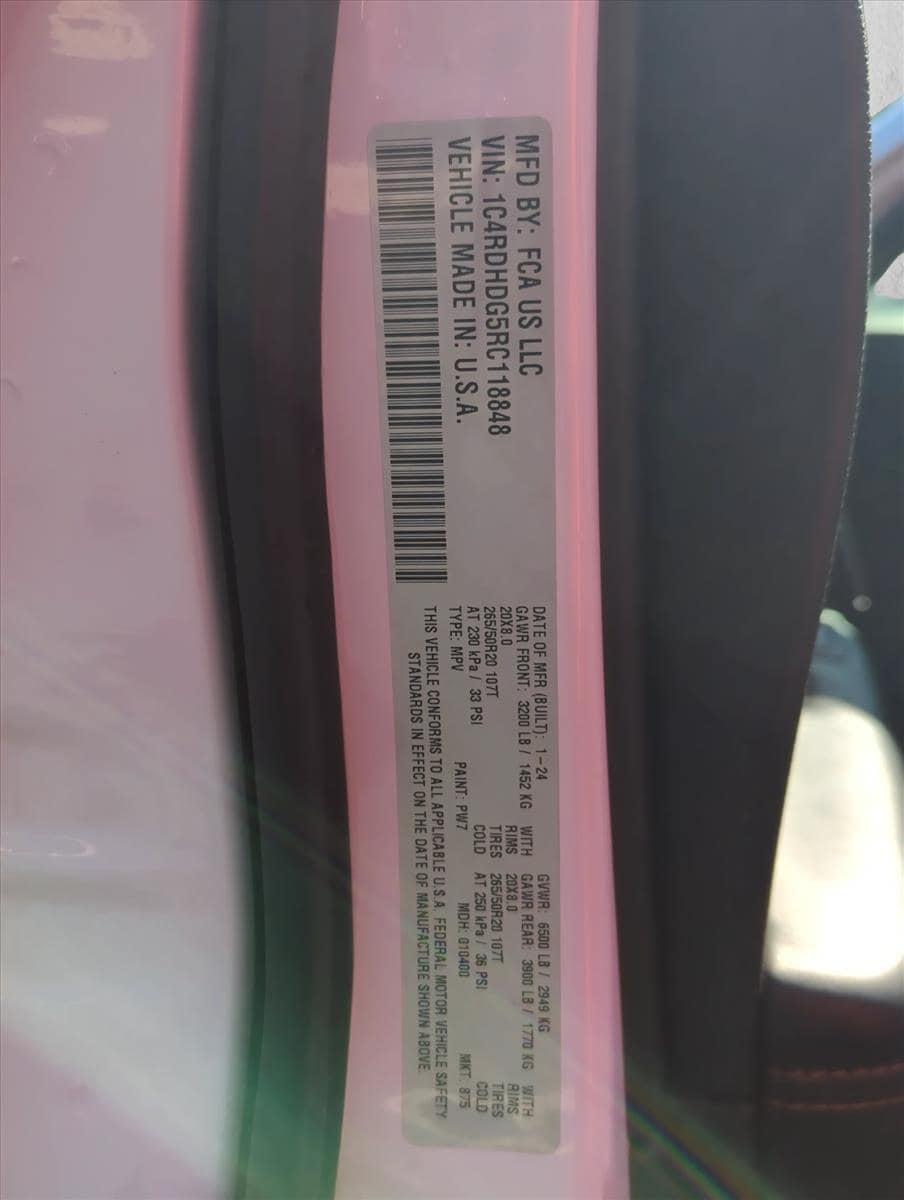 MFD BY: FCA US LLC
VIN: 1C4RDHDG5RC118848
VEHICLE MADE IN: U.S.A.
DATE OF MFR (BUILT): 1-24 GVWR: 6500 LB / 2949 KG
GAWR FRONT: 3200 LB / 1452 KG WITH GAWR REAR: 3900 LB / 1770 KG WITH
20X8.0 RIMS 20X8.0 RIMS
265/50R20 107T TIRES 265/50R20 107T TIRES
AT 230 kPa / 33 PSI COLD AT 250 kPa / 36 PSI COLD
TYPE: MPV PAINT: PW7 MDH: 010400 MKT: 875
THIS VEHICLE CONFORMS TO ALL APPLICABLE U.S.A. FEDERAL MOTOR VEHICLE SAFETY
STANDARDS IN EFFECT ON THE DATE OF MANUFACTURE SHOWN ABOVE.